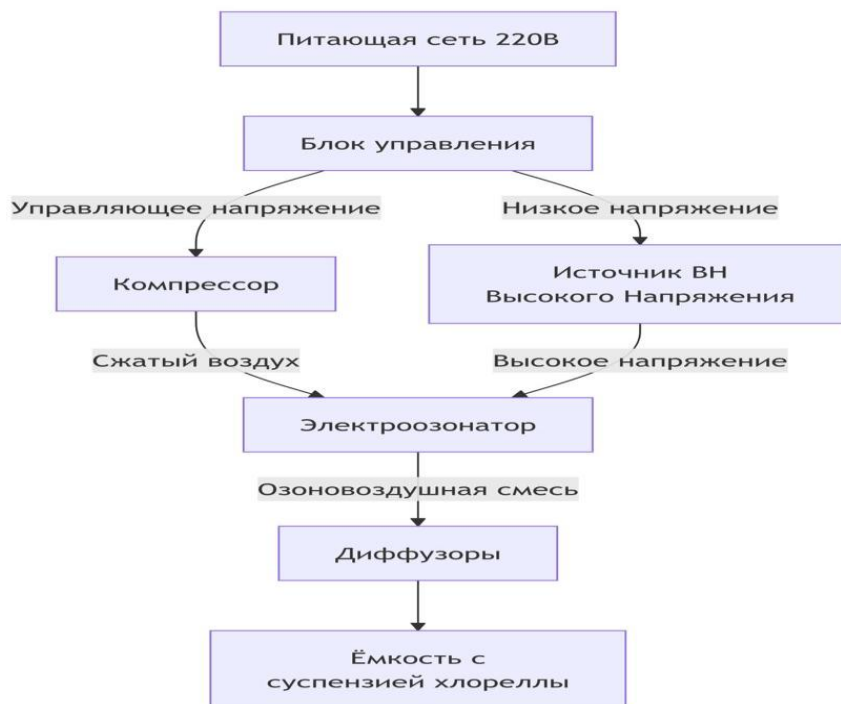 Питающая сеть 220В
Блок управления
Управляющее напряжение
Низкое напряжение
Компрессор
Источник ВН
Высокого Напряжения
Сжатый воздух
Высокое напряжение
Электроозонатор
Озоновоздушная смесь
Диффузоры
Ёмкость с
суспензией хлореллы